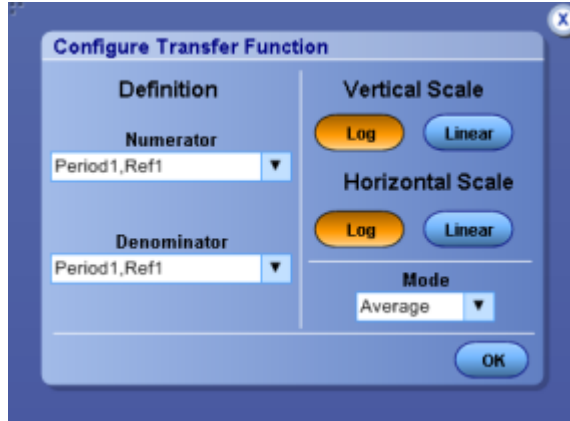 X
Configure Transfer Function
Definition
Numerator
Period1,Ref1
Denominator
Period1,Ref1
Vertical Scale
Log Linear
Horizontal Scale
Log Linear
Mode
Average
OK